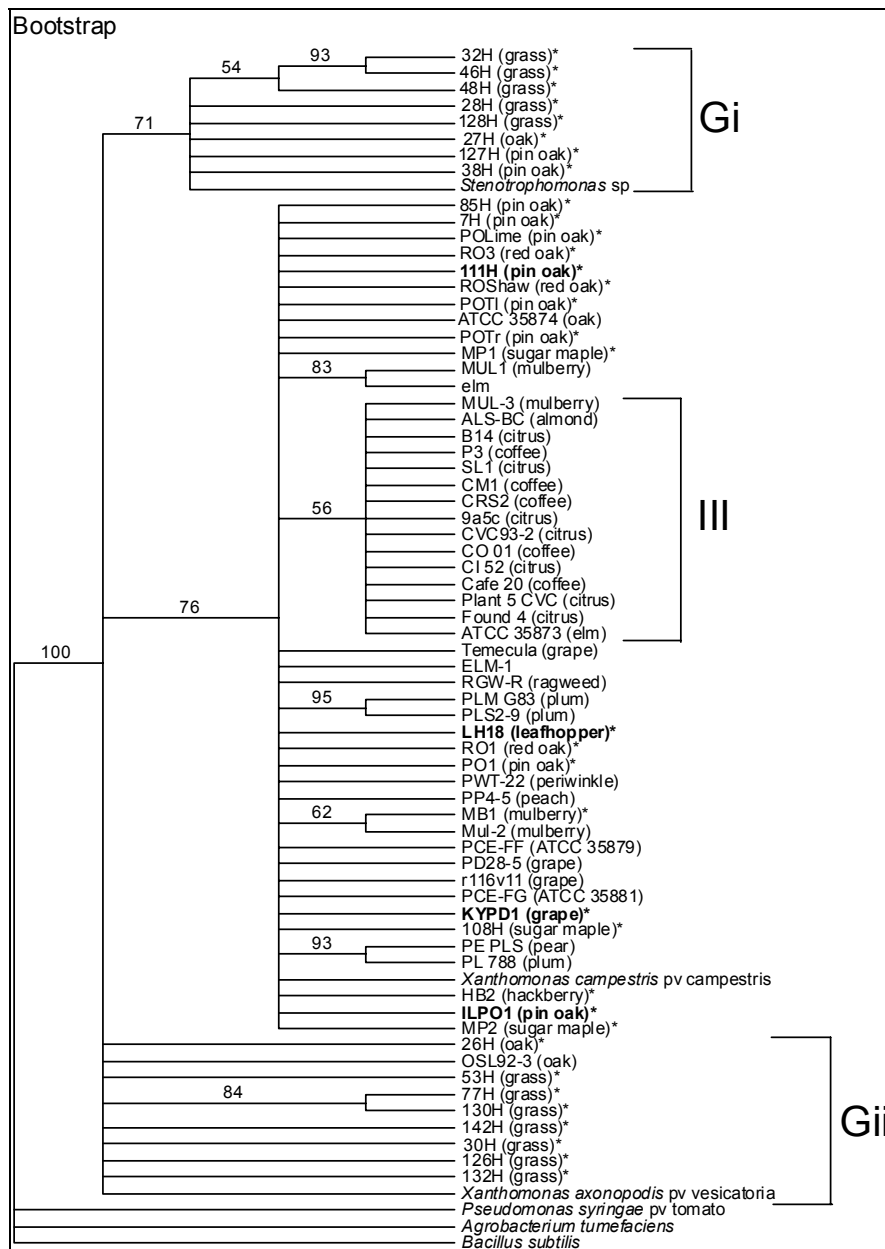 Bootstrap
93
32H (grass)*
54
46H (grass)*
48H (grass)*
28H (grass)*
Gi
71
128H (grass)*
27H (oak)*
127H (pin oak)*
38H (pin oak)*
Stenotrophomonas sp
85H (pin oak)*
7H (pin oak)*
POLime (pin oak)*
RO3 (red oak)*
111H (pin oak)*
ROShaw (red oak)*
POTl (pin oak)*
ATCC 35874 (oak)
POTr (pin oak)*
MP1 (sugar maple)*
83
MUL1 (mulberry)
elm
MUL-3 (mulberry)
ALS-BC (almond)
B14 (citrus)
P3 (coffee)
SL1 (citrus)
CM1 (coffee)
CRS2 (coffee)
56
9a5c (citrus)
III
CVC93-2 (citrus)
CO 01 (coffee)
CI 52 (citrus)
Cafe 20 (coffee)
Plant 5 CVC (citrus)
76
Found 4 (citrus)
ATCC 35873 (elm)
100
Temecula (grape)
ELM-1
RGW-R (ragweed)
95
PLM G83 (plum)
PLS2-9 (plum)
LH18 (leafhopper)*
RO1 (red oak)*
PO1 (pin oak)*
PWT-22 (periwinkle)
PP4-5 (peach)
62
MB1 (mulberry)*
Mul-2 (mulberry)
PCE-FF (ATCC 35879)
PD28-5 (grape)
r116v11 (grape)
PCE-FG (ATCC 35881)
KYPD1 (grape)*
108H (sugar maple)*
93
PE PLS (pear)
PL 788 (plum)
Xanthomonas campestris pv campestris
HB2 (hackberry)*
ILPO1 (pin oak)*
MP2 (sugar maple)*
26H (oak)*
OSL92-3 (oak)
53H (grass)*
84
77H (grass)*
130H (grass)*
Gii
142H (grass)*
30H (grass)*
126H (grass)*
132H (grass)*
Xanthomonas axonopodis pv vesicatoria
Pseudomonas syringae pv tomato
Agrobacterium tumefaciens
Bacillus subtilis